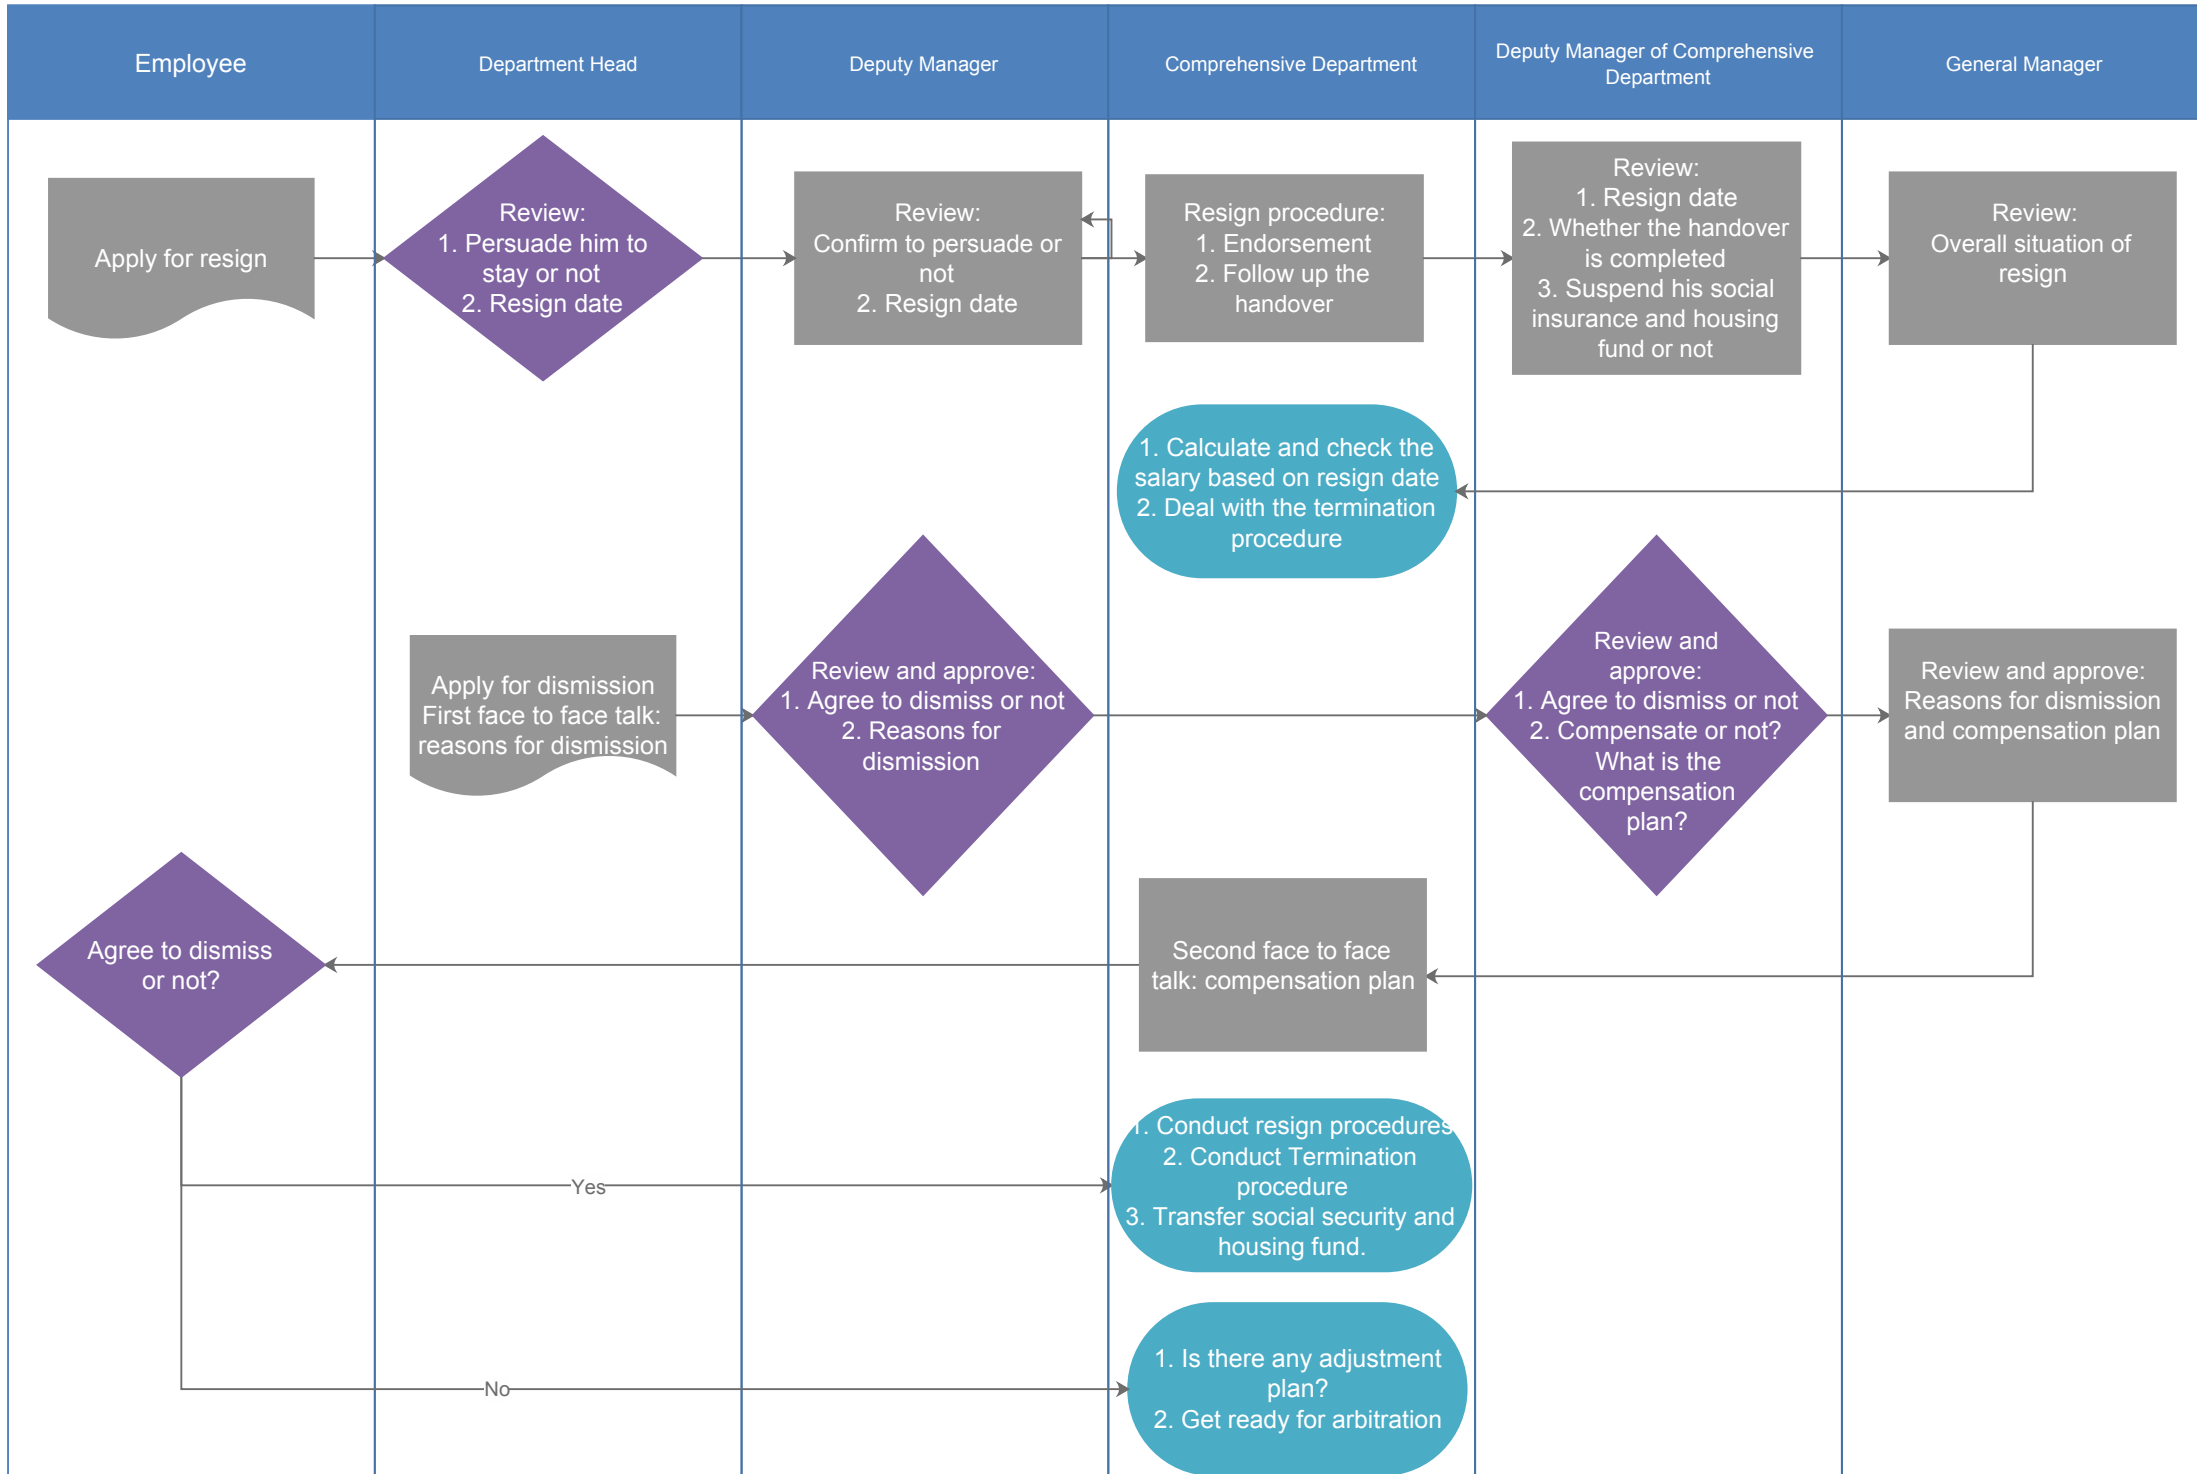 Employee
Department Head
Deputy Manager
Comprehensive Department
Deputy Manager of Comprehensive
Department
General Manager
Apply for resign
Review:
1. Persuade him to
stay or not
2. Resign date
Review:
Confirm to persuade or
not
2. Resign date
Resign procedure:
1. Endorsement
2. Follow up the
handover
Review:
1. Resign date
2. Whether the handover
is completed
3. Suspend his social
insurance and housing
fund or not
Review:
Overall situation of
resign
1. Calculate and check the
salary based on resign date
2. Deal with the termination
procedure
Apply for dismission
First face to face talk:
reasons for dismission
Review and approve:
1. Agree to dismiss or not
2. Reasons for
dismission
Review and
approve:
1. Agree to dismiss or not
2. Compensate or not?
What is the
compensation
plan?
Review and approve:
Reasons for dismission
and compensation plan
Agree to dismiss
or not?
Second face to face
talk: compensation plan
Yes
1. Conduct resign procedures
2. Conduct Termination
procedure
3. Transfer social security and
housing fund.
No
1. Is there any adjustment
plan?
2. Get ready for arbitration